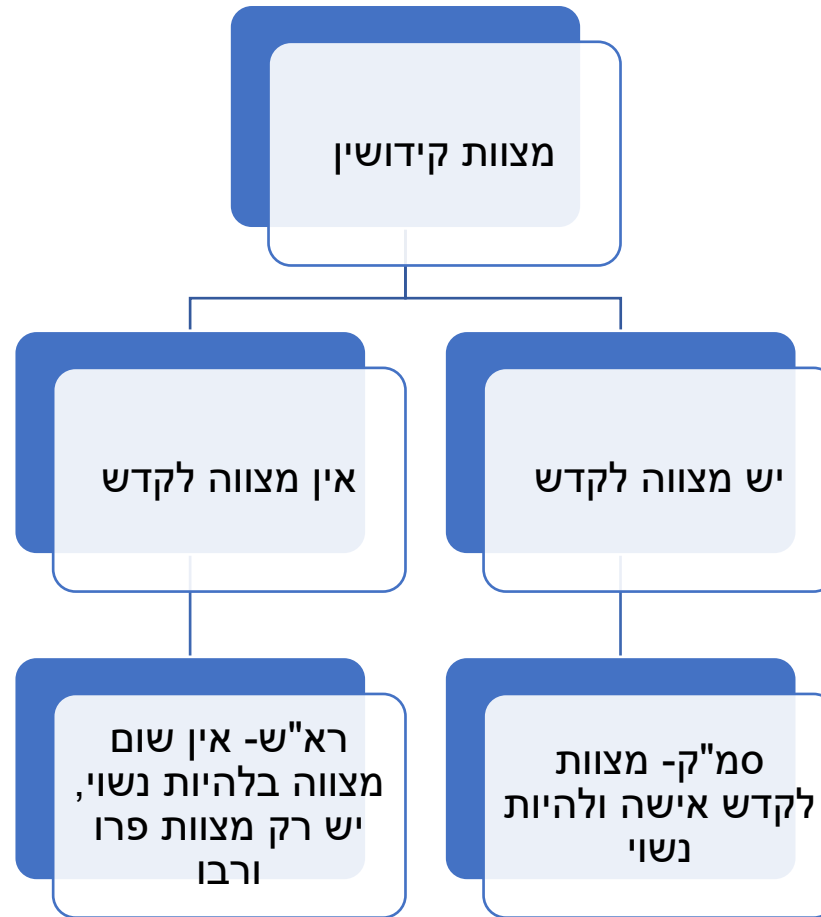 מצוות קידושין
יש מצווה לקדש
אין מצווה לקדש
סמ"ק- מצוות
לקדש אישה ולהיות
נשוי
רא"ש- אין שום
מצווה בלהיות נשוי,
יש רק מצוות פרו
ורבו